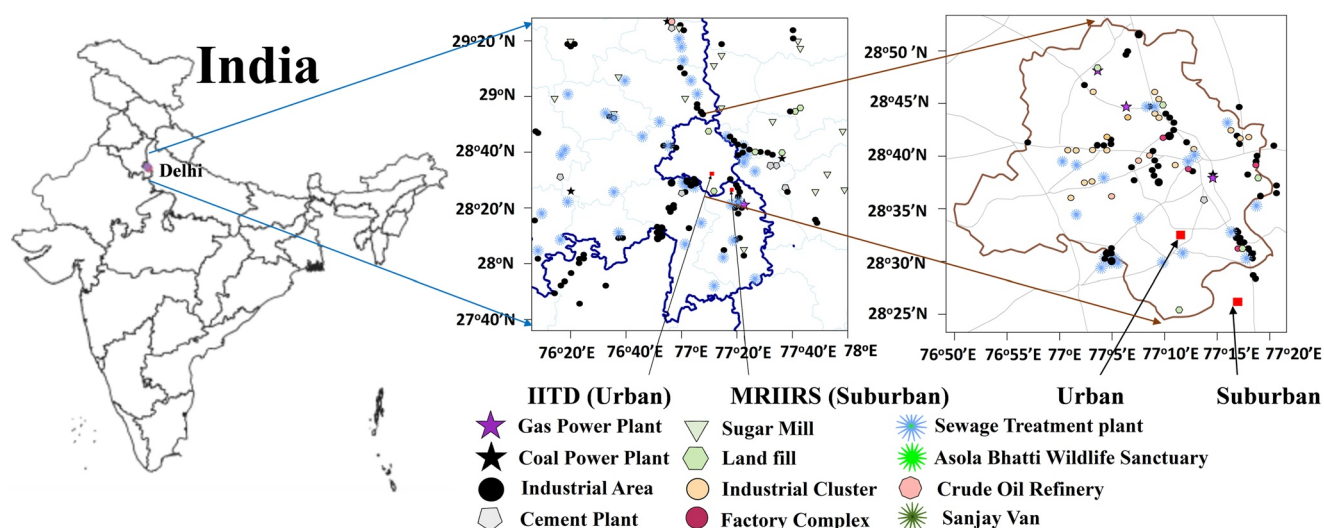 India
Delhi
29°20'N
29°N
28°40'N
28°20'N
28°N
27°40'N
76°20'E 76°40'E 77°0'E 77°20'E 77°40'E 78°E
28°50'N
28°45'N
28°40'N
28°35'N
28°30'N
28°25'N
76°50'E 76°55'E 77°E 77°5'E 77°10'E 77°15'E 77°20'E
IITD (Urban) MRIIRS (Suburban) Urban Suburban
Gas Power Plant Sugar Mill Sewage Treatment plant
Coal Power Plant Land fill Asola Bhatti Wildlife Sanctuary
Industrial Area Industrial Cluster Crude Oil Refinery
Cement Plant Factory Complex Sanjay Van